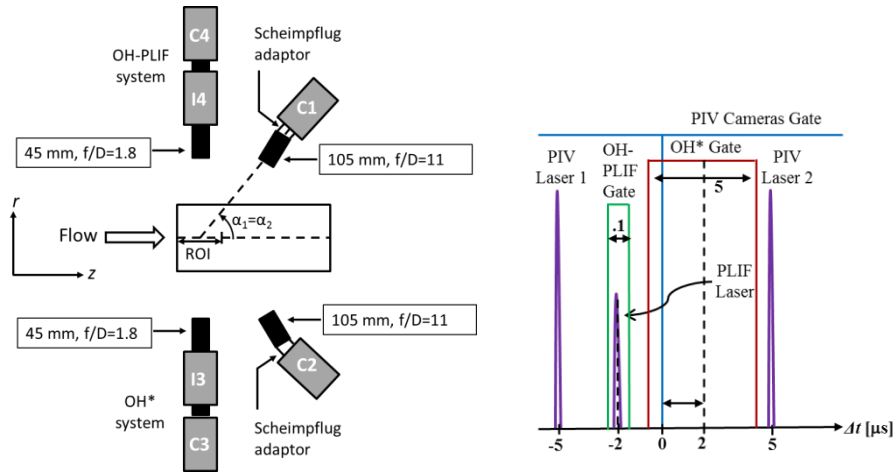 C4
OH-PLIF
system
I4
45 mm, f/D=1.8
Scheimpflug
adaptor
C1
105 mm, f/D=11
r
Flow
z
α₁=α₂
ROI
45 mm, f/D=1.8
105 mm, f/D=11
I3
C2
OH*
system
C3
Scheimpflug
adaptor
PIV Cameras Gate
PIV
Laser 1
OH-
PLIF
Gate
OH* Gate
PIV
Laser 2
5
.1
PLIF
Laser
-5
-2
0
2
5
Δt [μs]